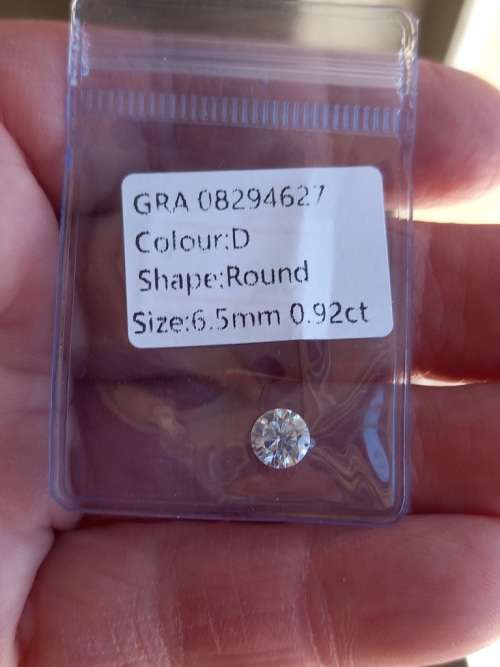 GRA 08294627
Colour:D
Shape:Round
Size:6.5mm 0.92ct